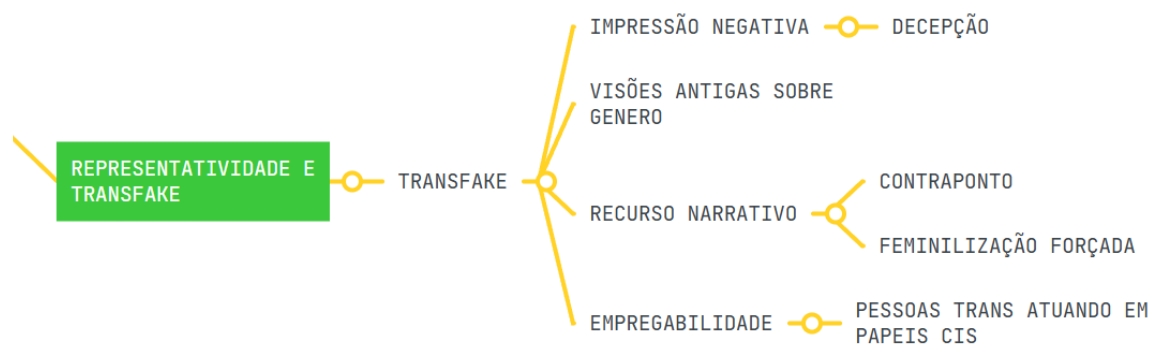 IMPRESSÃO NEGATIVA
DECEPÇÃO
VISÕES ANTIGAS SOBRE
GENERO
REPRESENTATIVIDADE E
TRANSFAKE
TRANSFAKE
RECURSO NARRATIVO
CONTRAPONTO
FEMINILIZAÇÃO FORÇADA
EMPREGABILIDADE
PESSOAS TRANS ATUANDO EM
PAPEIS CIS